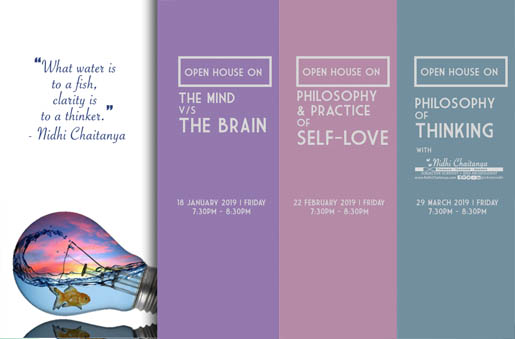 “What water is
to a fish,
clarity is
to a thinker.”
- Nidhi Chaitanya
OPEN HOUSE ON
THE MIND
V/S
THE BRAIN
18 JANUARY 2019 | FRIDAY
7:30PM - 8:30PM
OPEN HOUSE ON
PHILOSOPHY
& PRACTICE
OF
SELF-LOVE
22 FEBRUARY 2019 | FRIDAY
7:30PM - 8:30PM
OPEN HOUSE ON
PHILOSOPHY
OF
THINKING
WITH
Nidhi Chaitanya
29 MARCH 2019 | FRIDAY
7:30PM - 8:30PM